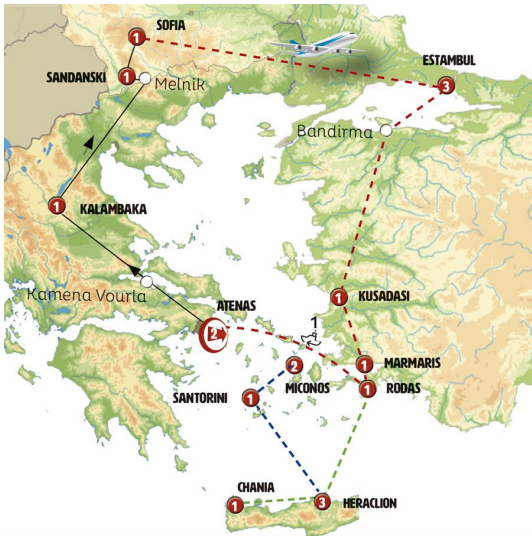 SOFIA
1
ESTAMBUL
SANDANSKI
1
Melnik
3
Bandirma
1
KALAMBAKA
Kamena Vourla
1
KUSADASI
ATENAS
2
1
2
1
MARMARIS
MICONOS
SANTORINI
1
1
RODAS
CHANIA
1
3
HERACLION